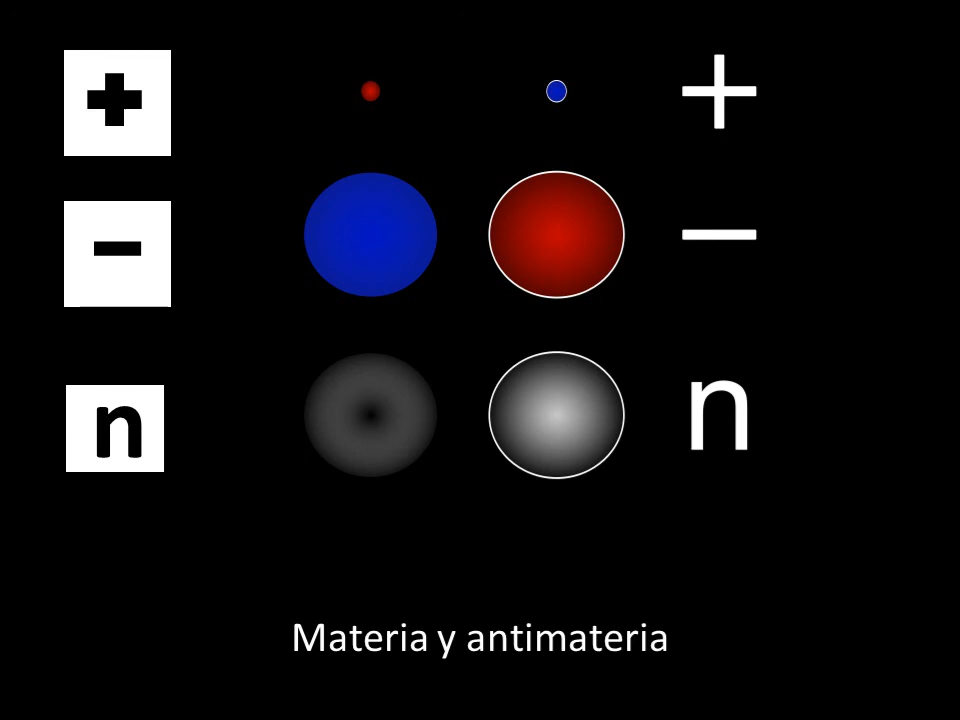 + +
- –
n n
Materia y antimateria